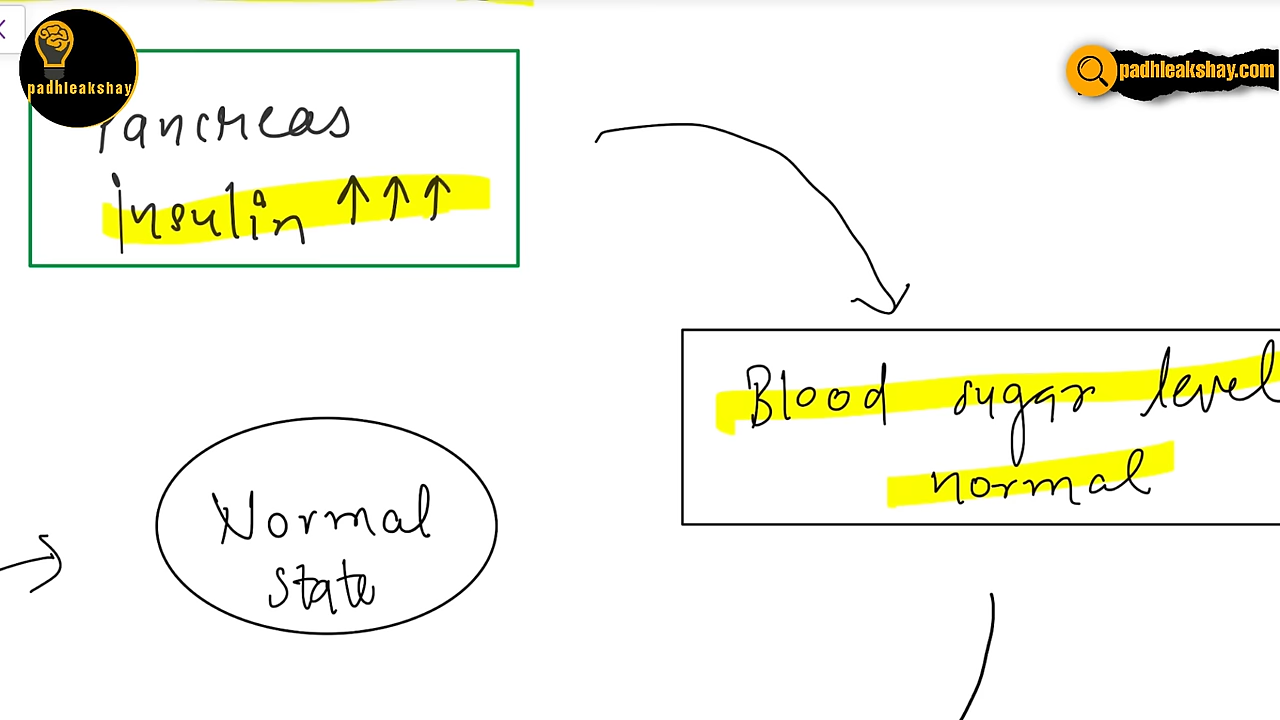 padhleakshay
padhleakshay.com
Pancreas
insulin ↑↑↑
Blood sugar level
normal
Normal
state